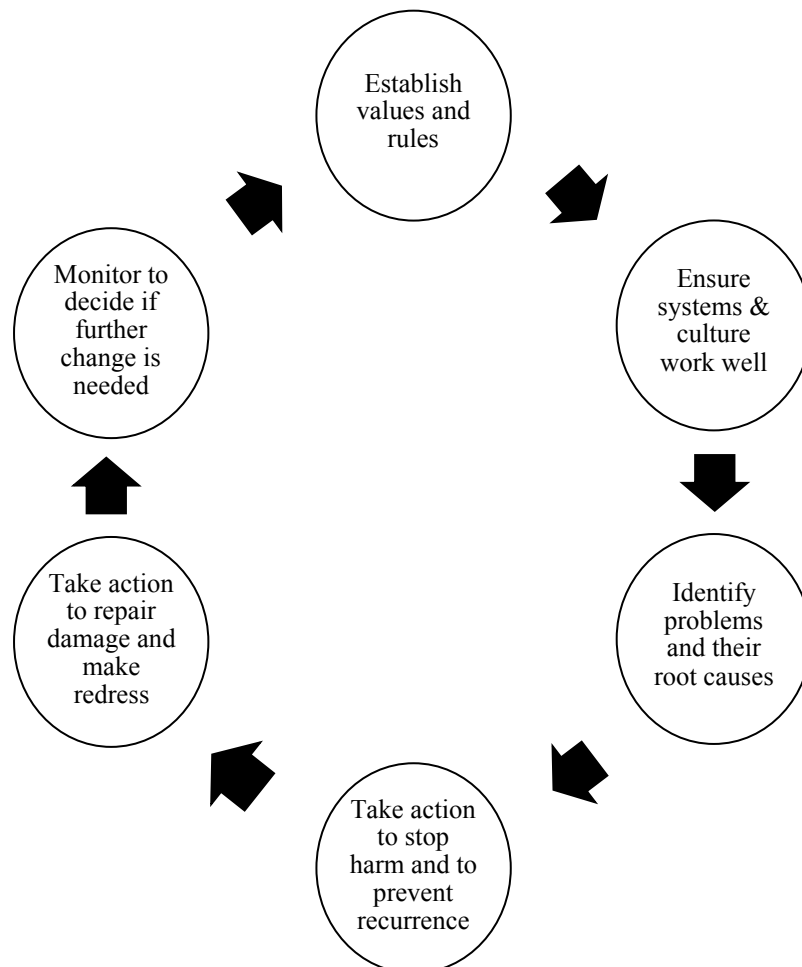 Establish
values and
rules
Ensure
systems &
culture
work well
Identify
problems
and their
root causes
Take action
to stop
harm and to
prevent
recurrence
Take action
to repair
damage and
make
redress
Monitor to
decide if
further
change is
needed